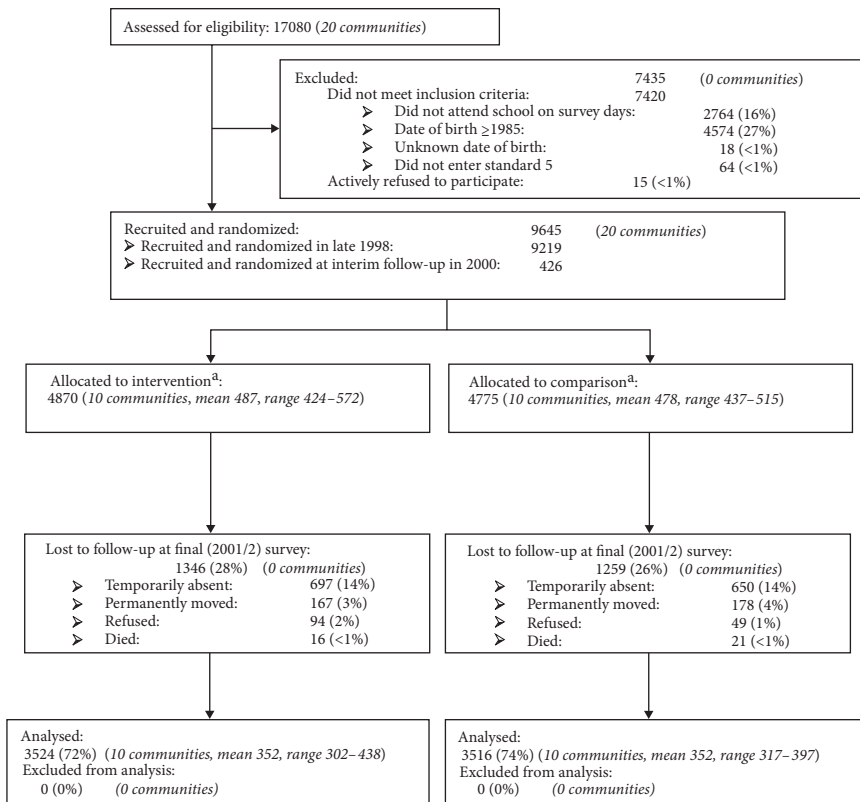 Assessed for eligibility: 17080 (20 communities)
Excluded: 7435 (0 communities)
Did not meet inclusion criteria: 7420
➢ Did not attend school on survey days: 2764 (16%)
➢ Date of birth ≥1985: 4574 (27%)
➢ Unknown date of birth: 18 (<1%)
➢ Did not enter standard 5 64 (<1%)
Actively refused to participate: 15 (<1%)
Recruited and randomized: 9645 (20 communities)
➢ Recruited and randomized in late 1998: 9219
➢ Recruited and randomized at interim follow-up in 2000: 426
Allocated to intervention^a:
4870 (10 communities, mean 487, range 424–572)
Allocated to comparison^a:
4775 (10 communities, mean 478, range 437–515)
Lost to follow-up at final (2001/2) survey:
1346 (28%) (0 communities)
➢ Temporarily absent: 697 (14%)
➢ Permanently moved: 167 (3%)
➢ Refused: 94 (2%)
➢ Died: 16 (<1%)
Lost to follow-up at final (2001/2) survey:
1259 (26%) (0 communities)
➢ Temporarily absent: 650 (14%)
➢ Permanently moved: 178 (4%)
➢ Refused: 49 (1%)
➢ Died: 21 (<1%)
Analysed:
3524 (72%) (10 communities, mean 352, range 302–438)
Excluded from analysis:
0 (0%) (0 communities)
Analysed:
3516 (74%) (10 communities, mean 352, range 317–397)
Excluded from analysis:
0 (0%) (0 communities)